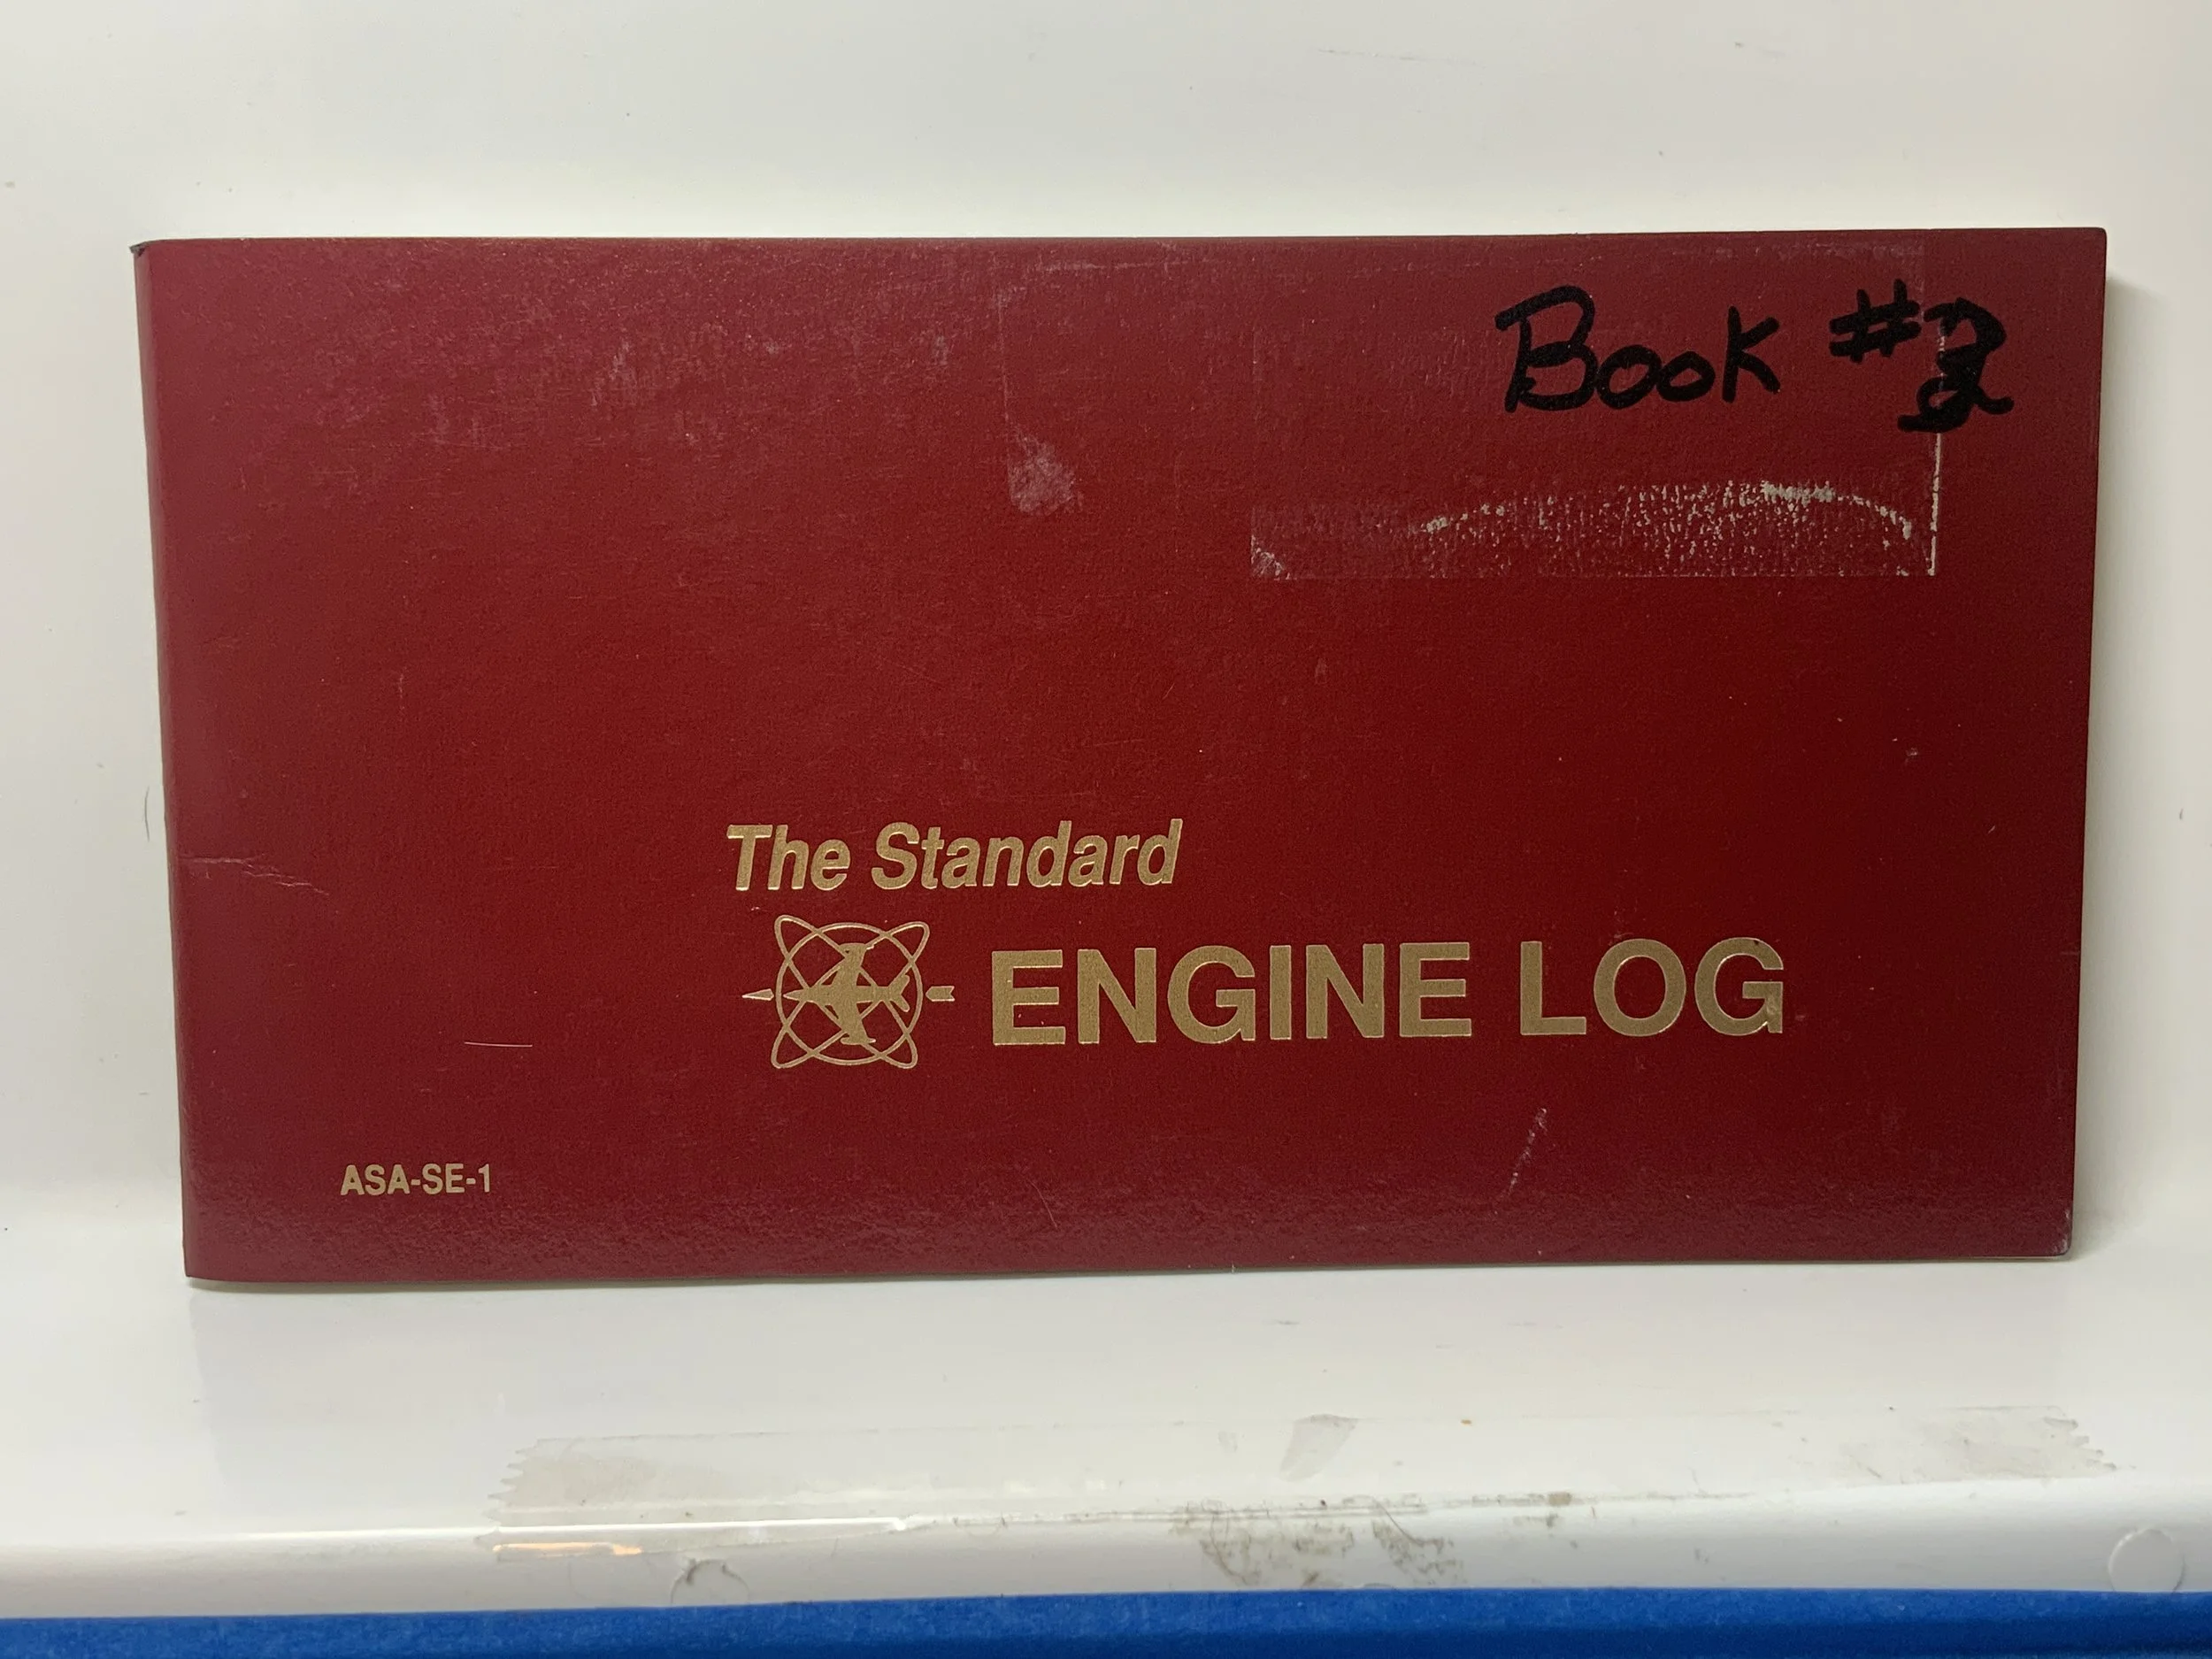 Book #
The Standard
ENGINE LOG
ASA-SE-1